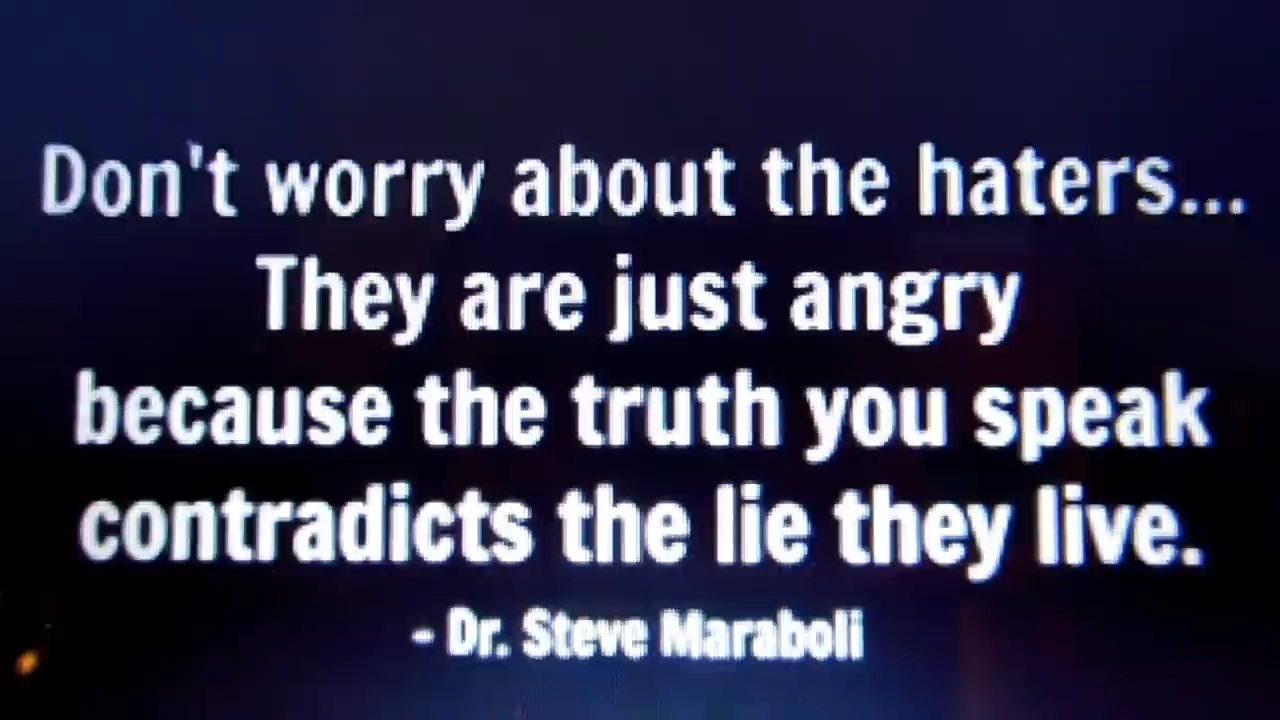 Don't worry about the haters...
They are just angry
because the truth you speak
contradicts the lie they live.
- Dr. Steve Maraboli